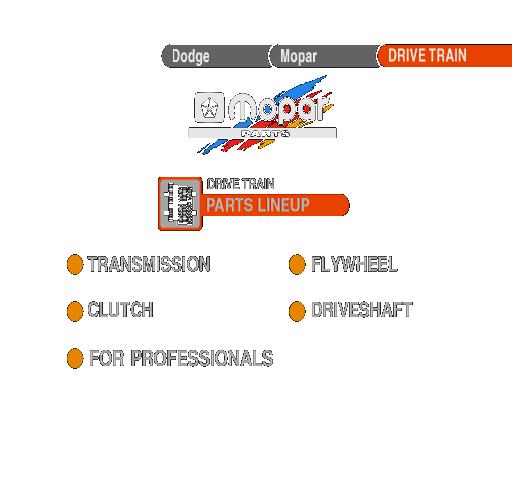 Dodge Mopar DRIVE TRAIN
Mopar
PARTS
DRIVE TRAIN
PARTS LINEUP
TRANSMISSION FLYWHEEL
CLUTCH DRIVESHAFT
FOR PROFESSIONALS